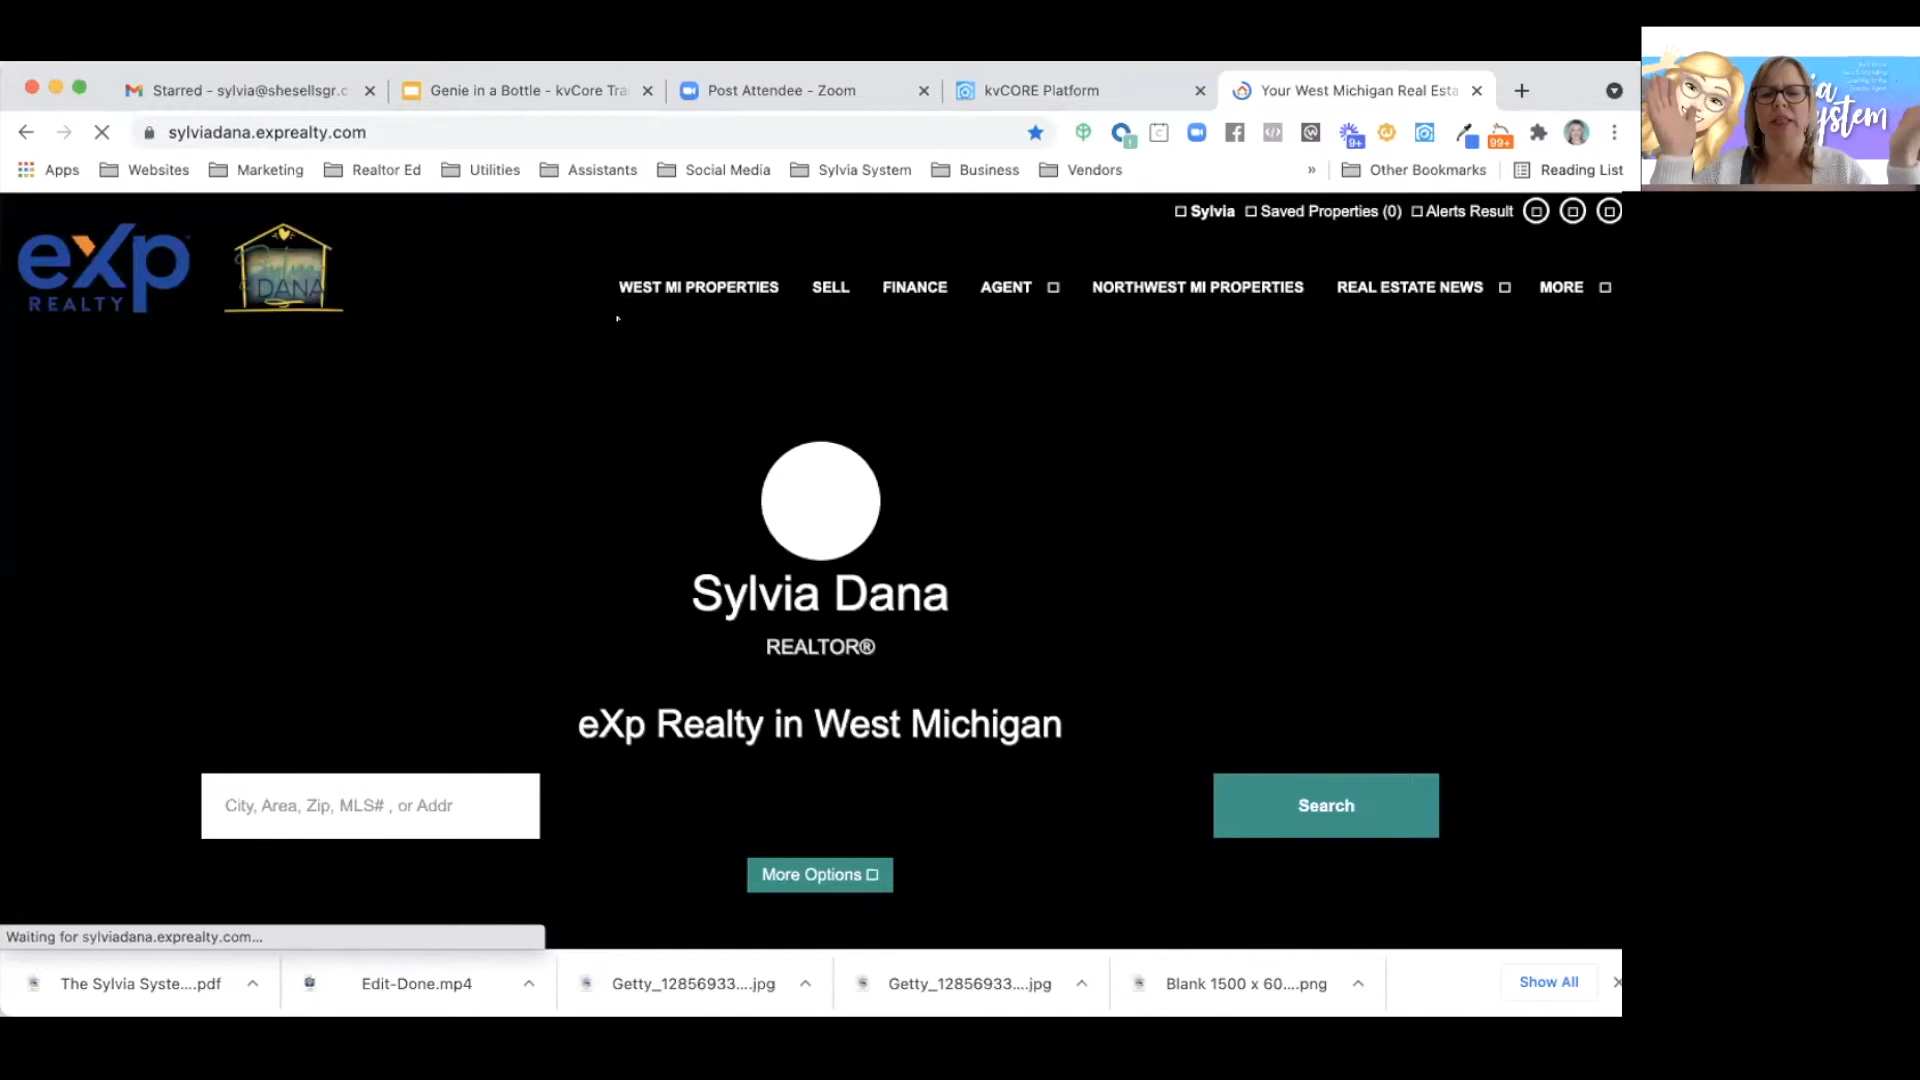 Starred - sylvia@shesellsgr.c
Genie in a Bottle - kvCore Tra
Post Attendee - Zoom
kvCORE Platform
Your West Michigan Real Esta
sylviadana.exprealty.com
9+
99+
Apps
Websites
Marketing
Realtor Ed
Utilities
Assistants
Social Media
Sylvia System
Business
Vendors
»
Other Bookmarks
Reading List
ystem
Sylvia
Saved Properties (0)
Alerts Result
eXp
REALTY
Sylvia
DANA
WEST MI PROPERTIES
SELL
FINANCE
AGENT
NORTHWEST MI PROPERTIES
REAL ESTATE NEWS
MORE
Sylvia Dana
REALTOR®
eXp Realty in West Michigan
City, Area, Zip, MLS# , or Addr
Search
More Options
Waiting for sylviadana.exprealty.com...
The Sylvia Syste....pdf
Edit-Done.mp4
Getty_12856933....jpg
Getty_12856933....jpg
Blank 1500 x 60....png
Show All